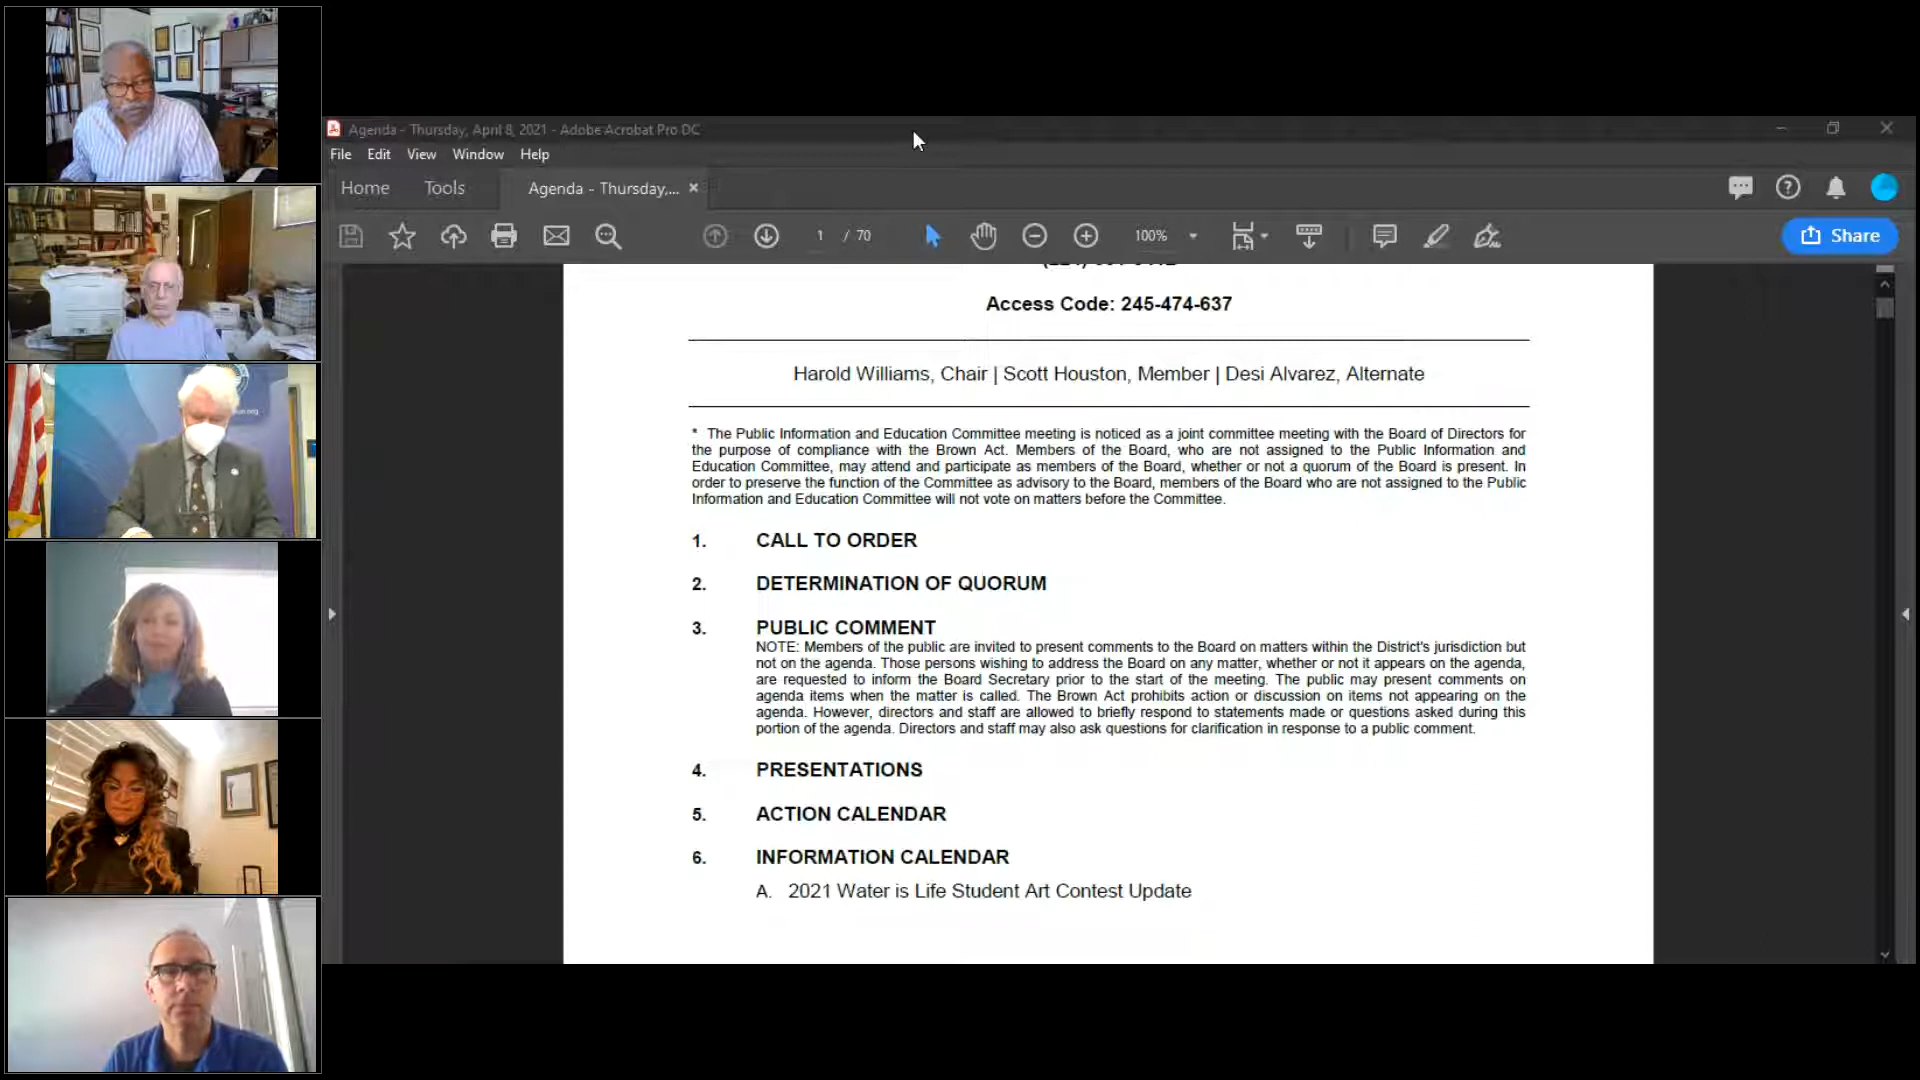 Agenda - Thursday, April 8, 2021 - Adobe Acrobat Pro DC
File Edit View Window Help
Home Tools Agenda - Thursday,...
1 / 70 100% Share
Access Code: 245-474-637
Harold Williams, Chair | Scott Houston, Member | Desi Alvarez, Alternate
* The Public Information and Education Committee meeting is noticed as a joint committee meeting with the Board of Directors for
the purpose of compliance with the Brown Act. Members of the Board, who are not assigned to the Public Information and
Education Committee, may attend and participate as members of the Board, whether or not a quorum of the Board is present. In
order to preserve the function of the Committee as advisory to the Board, members of the Board who are not assigned to the Public
Information and Education Committee will not vote on matters before the Committee.
1. CALL TO ORDER
2. DETERMINATION OF QUORUM
3. PUBLIC COMMENT
NOTE: Members of the public are invited to present comments to the Board on matters within the District's jurisdiction but
not on the agenda. Those persons wishing to address the Board on any matter, whether or not it appears on the agenda,
are requested to inform the Board Secretary prior to the start of the meeting. The public may present comments on
agenda items when the matter is called. The Brown Act prohibits action or discussion on items not appearing on the
agenda. However, directors and staff are allowed to briefly respond to statements made or questions asked during this
portion of the agenda. Directors and staff may also ask questions for clarification in response to a public comment.
4. PRESENTATIONS
5. ACTION CALENDAR
6. INFORMATION CALENDAR
A. 2021 Water is Life Student Art Contest Update